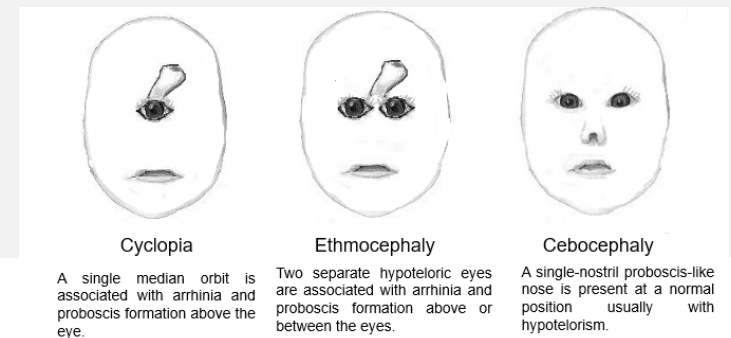 Cyclopia
A single median orbit is
associated with arrhinia and
proboscis formation above the
eye.
Ethmocephaly
Two separate hypoteloric eyes
are associated with arrhinia and
proboscis formation above or
between the eyes.
Cebocephaly
A single-nostril proboscis-like
nose is present at a normal
position usually with
hypotelorism.